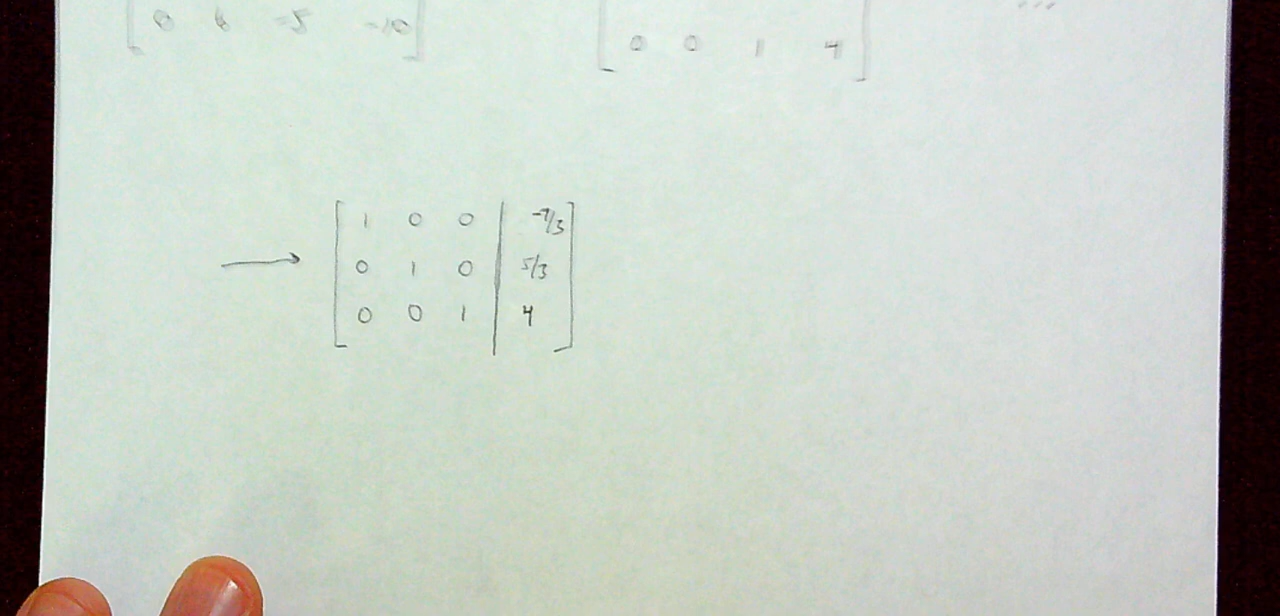 0 6 -5 -10
0 0 1 4
...
→ 1 0 0 | -7/3
0 1 0 | 5/3
0 0 1 | 4